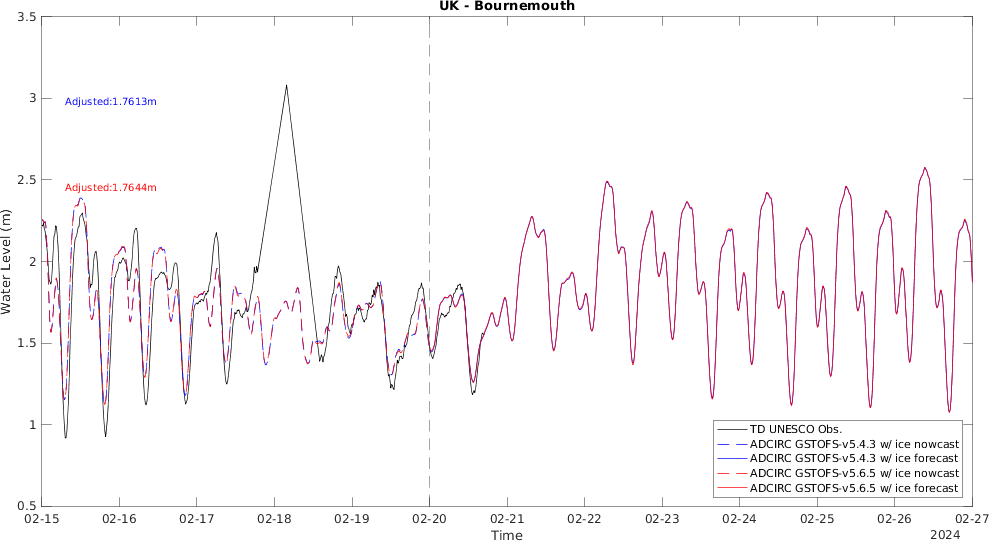 UK - Bournemouth
3.5
3
2.5
2
1.5
1
0.5
Water Level (m)
Adjusted:1.7613m
Adjusted:1.7644m
TD UNESCO Obs.
ADCIRC GSTOFS-v5.4.3 w/ ice nowcast
ADCIRC GSTOFS-v5.4.3 w/ ice forecast
ADCIRC GSTOFS-v5.6.5 w/ ice nowcast
ADCIRC GSTOFS-v5.6.5 w/ ice forecast
02-15 02-16 02-17 02-18 02-19 02-20 02-21 02-22 02-23 02-24 02-25 02-26 02-27
Time
2024